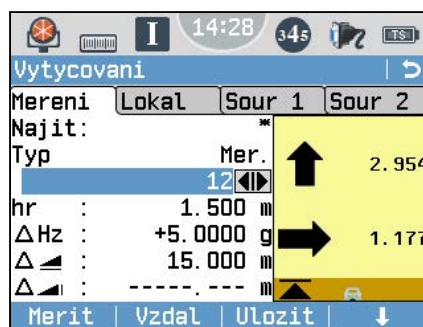 I 14:28 345 TS
Vytycovani
Mereni Lokal Sour 1 Sour 2
Najit: *
Typ Mer.
12
hr : 1.500 m
ΔHz : +5.0000 g
Δ : 15.000 m
Δ : -----.--- m
2.954
1.177
Merit Vzdal Ulozit